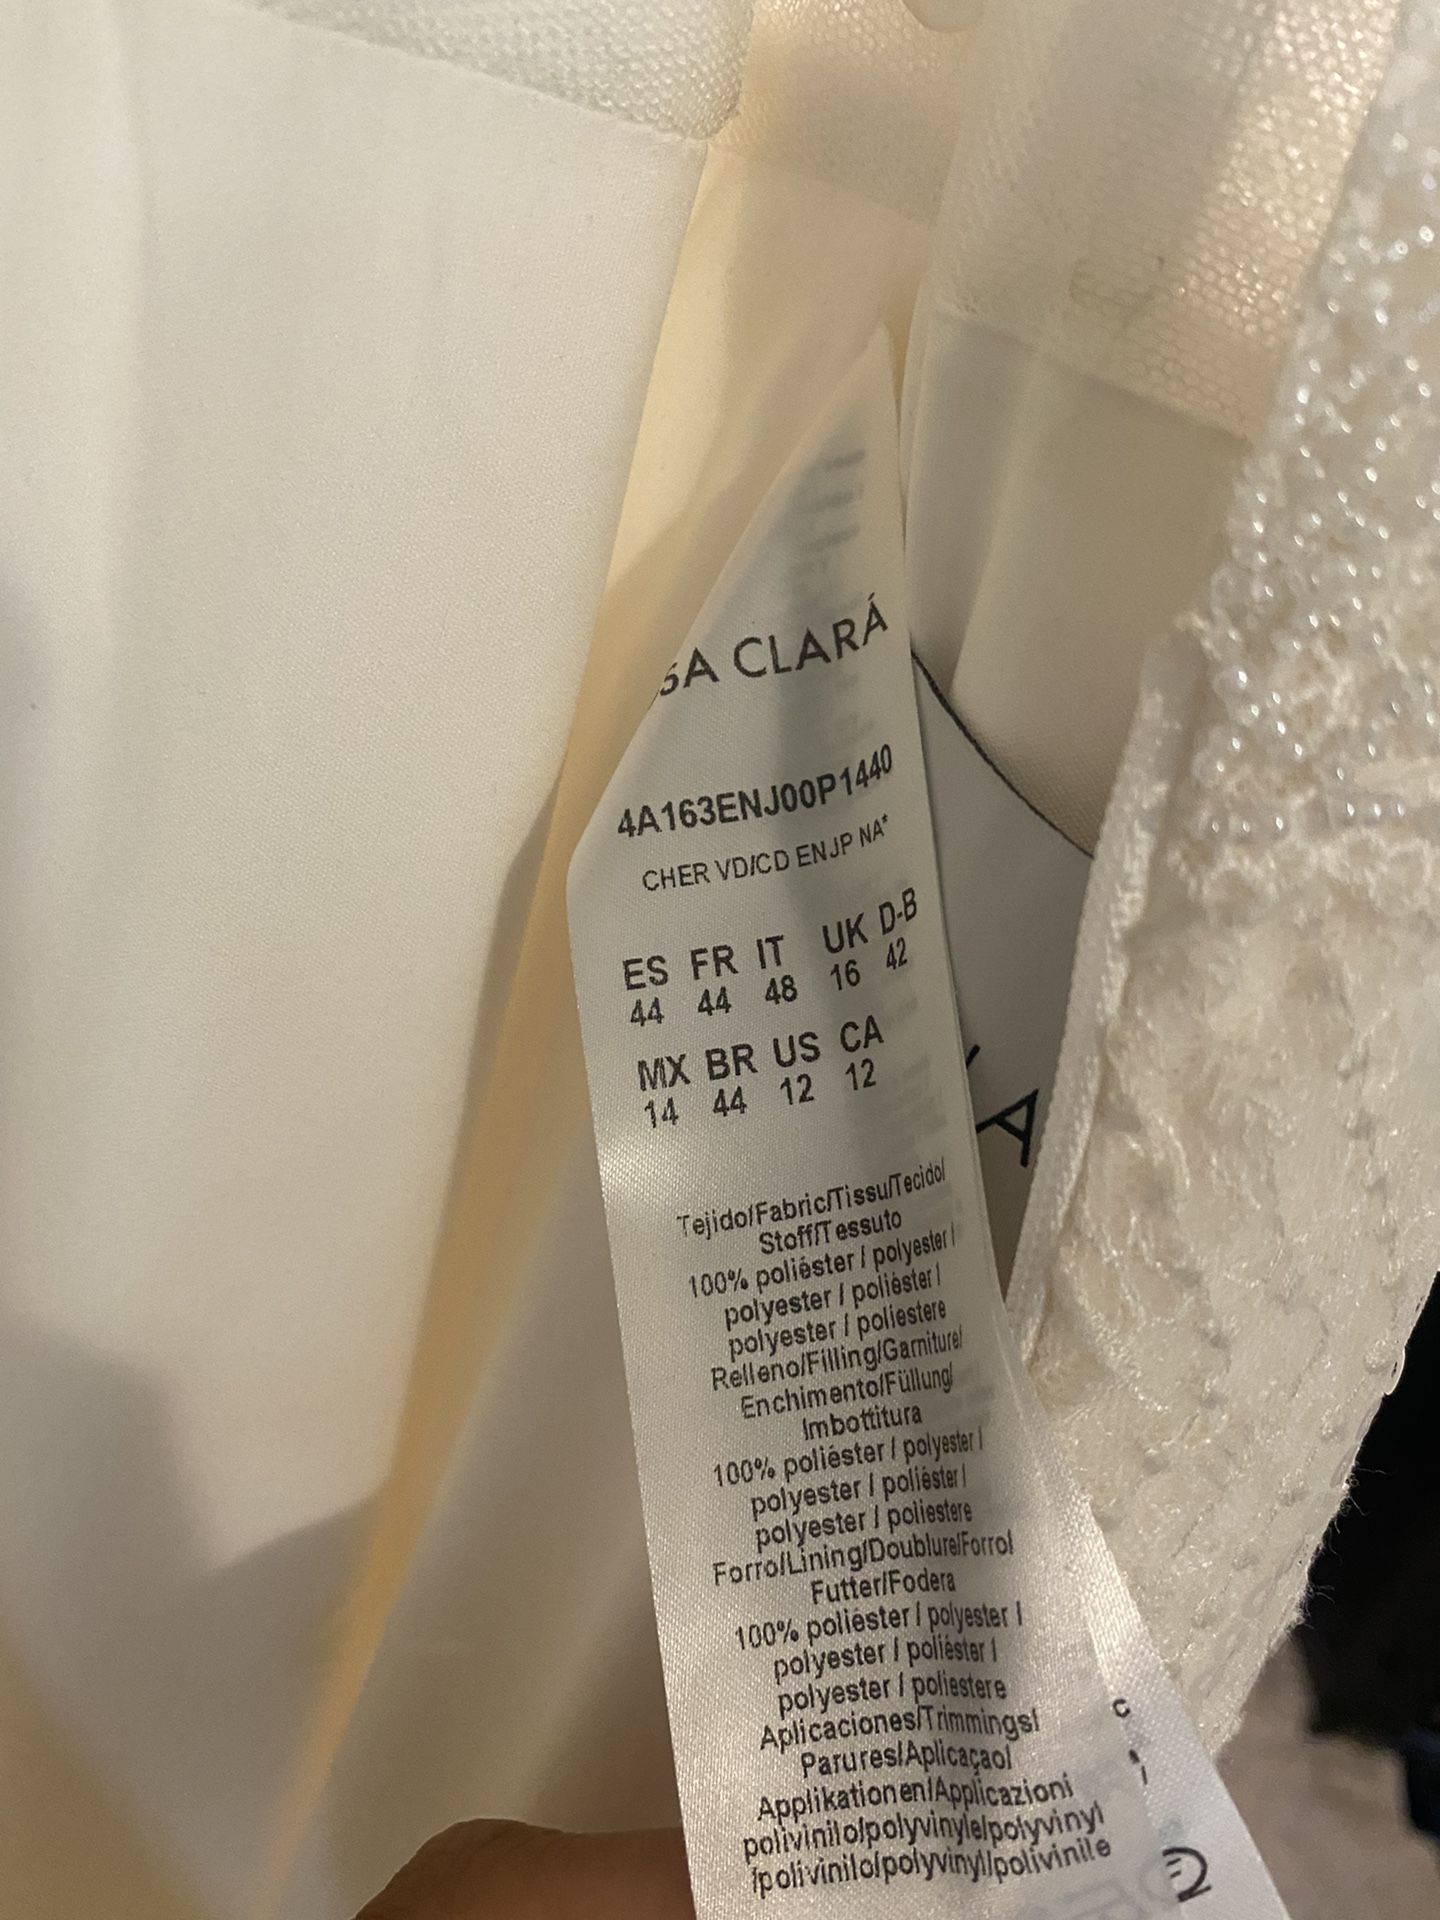 SA CLARÁ
4A163ENJ00P1440
CHER VD/CD ENJP NA*
ES FR IT UK D-B
44 44 48 16 42
MX BR US CA
14 44 12 12
Tejido/Fabric/Tissu/Tecido/
Stoff/Tessuto
100% poliéster / polyester /
polyester / poliéster /
polyester / poliestere
Relleno/Filling/Garniture/
Enchimento/Füllung/
Imbottitura
100% poliéster / polyester /
polyester / poliéster /
polyester / poliestere
Forro/Lining/Doublure/Forro/
Futter/Fodera
100% poliéster / polyester /
polyester / poliéster /
polyester / poliestere
Aplicaciones/Trimmings/
Parures/Aplicaçao/
Applikationen/Applicazioni
polivinilo/polyvinyle/polyvinyl
/polivinilo/polyvinyl/polivinile